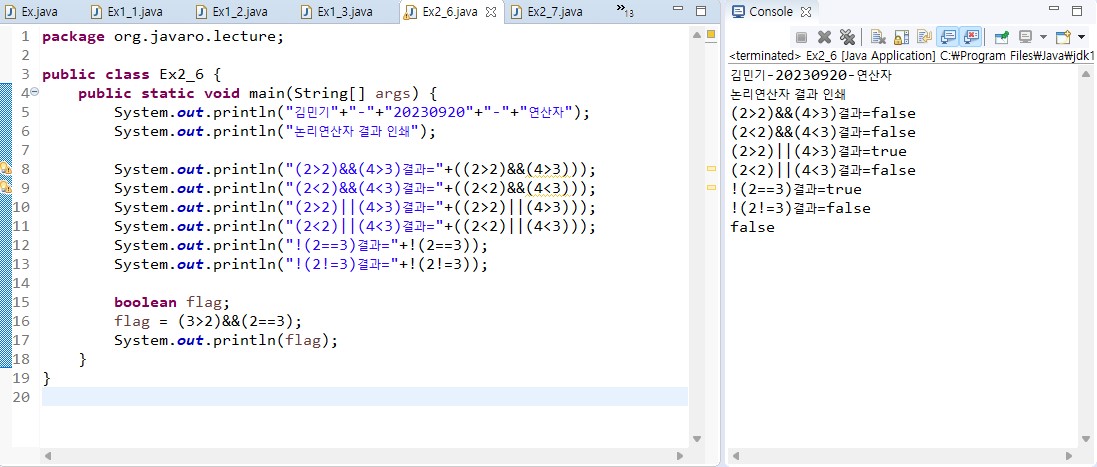 Ex.java Ex1_1.java Ex1_2.java Ex1_3.java Ex2_6.java Ex2_7.java »13
1 package org.javaro.lecture;
2
3 public class Ex2_6 {
4 public static void main(String[] args) {
5 System.out.println("김민기"+"-"+"20230920"+"-"+"연산자");
6 System.out.println("논리연산자 결과 인쇄");
7
8 System.out.println("(2>2)&&(4>3)결과="+((2>2)&&(4>3)));
9 System.out.println("(2<2)&&(4<3)결과="+((2<2)&&(4<3)));
10 System.out.println("(2>2)||(4>3)결과="+((2>2)||(4>3)));
11 System.out.println("(2<2)||(4<3)결과="+((2<2)||(4<3)));
12 System.out.println("!(2==3)결과="+!(2==3));
13 System.out.println("!(2!=3)결과="+!(2!=3));
14
15 boolean flag;
16 flag = (3>2)&&(2==3);
17 System.out.println(flag);
18 }
19 }
20
Console
<terminated> Ex2_6 [Java Application] C:₩Program Files₩Java₩jdk1
김민기-20230920-연산자
논리연산자 결과 인쇄
(2>2)&&(4>3)결과=false
(2<2)&&(4<3)결과=false
(2>2)||(4>3)결과=true
(2<2)||(4<3)결과=false
!(2==3)결과=true
!(2!=3)결과=false
false